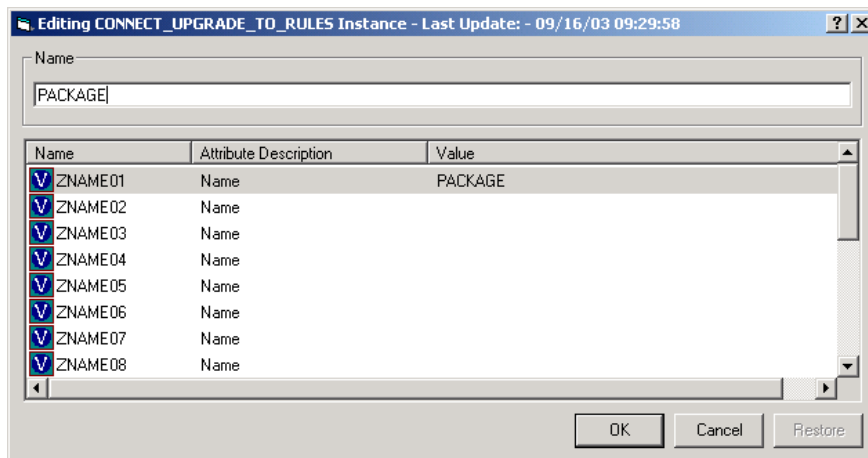 Editing CONNECT_UPGRADE_TO_RULES Instance - Last Update: - 09/16/03 09:29:58
Name
PACKAGE
Name Attribute Description Value
V ZNAME01 Name PACKAGE
V ZNAME02 Name
V ZNAME03 Name
V ZNAME04 Name
V ZNAME05 Name
V ZNAME06 Name
V ZNAME07 Name
V ZNAME08 Name
OK Cancel Restore